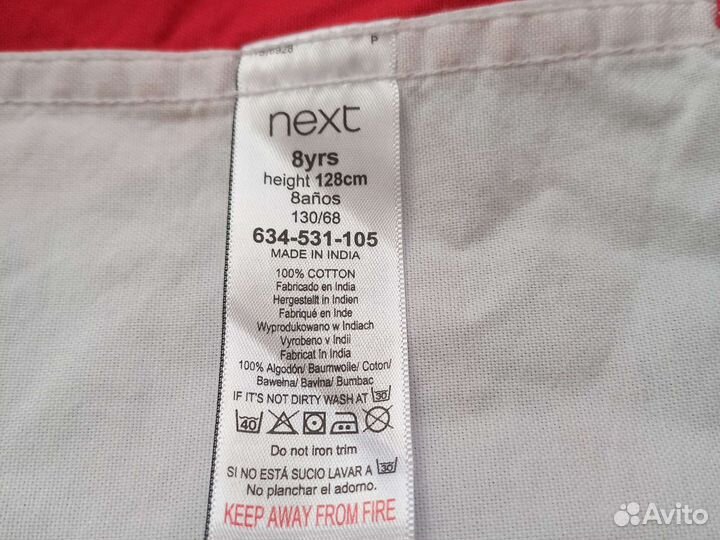 P
next
8yrs
height 128cm
8años
130/68
634-531-105
MADE IN INDIA
100% COTTON
Fabricado en India
Hergestellt in Indien
Fabriqué en Inde
Wyprodukowano w Indiach
Vyrobeno v Indii
Fabricat în India
100% Algodón/ Baumwolle/ Coton/
Bawełna/ Bavlna/ Bumbac
IF IT'S NOT DIRTY WASH AT 30
40
Do not iron trim
SI NO ESTÁ SUCIO LAVAR A 30
No planchar el adorno.
KEEP AWAY FROM FIRE
Avito